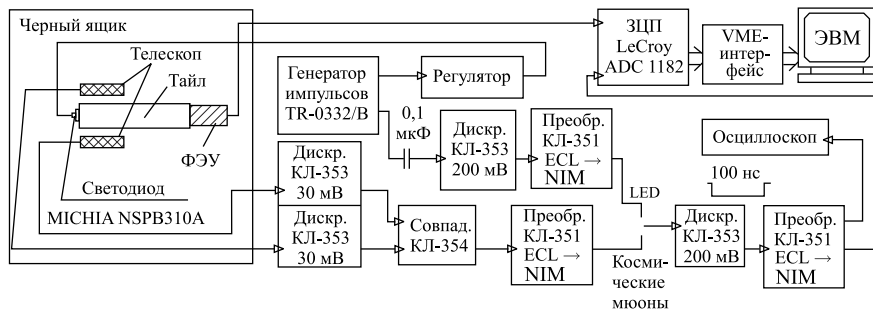 Черный ящик
Телескоп
Тайл
ФЭУ
Светодиод
MICHIA NSPB310A
Генератор
импульсов
TR-0332/B
Регулятор
0,1
мкФ
Дискр.
КЛ-353
200 мВ
Преобр.
КЛ-351
ECL →
NIM
ЗЦП
LeCroy
ADC 1182
VME-
интер-
фейс
ЭВМ
Осциллоскоп
100 нс
Дискр.
КЛ-353
30 мВ
Дискр.
КЛ-353
30 мВ
Совпад.
КЛ-354
Преобр.
КЛ-351
ECL →
NIM
LED
Космические
мюоны
Дискр.
КЛ-353
200 мВ
Преобр.
КЛ-351
ECL →
NIM